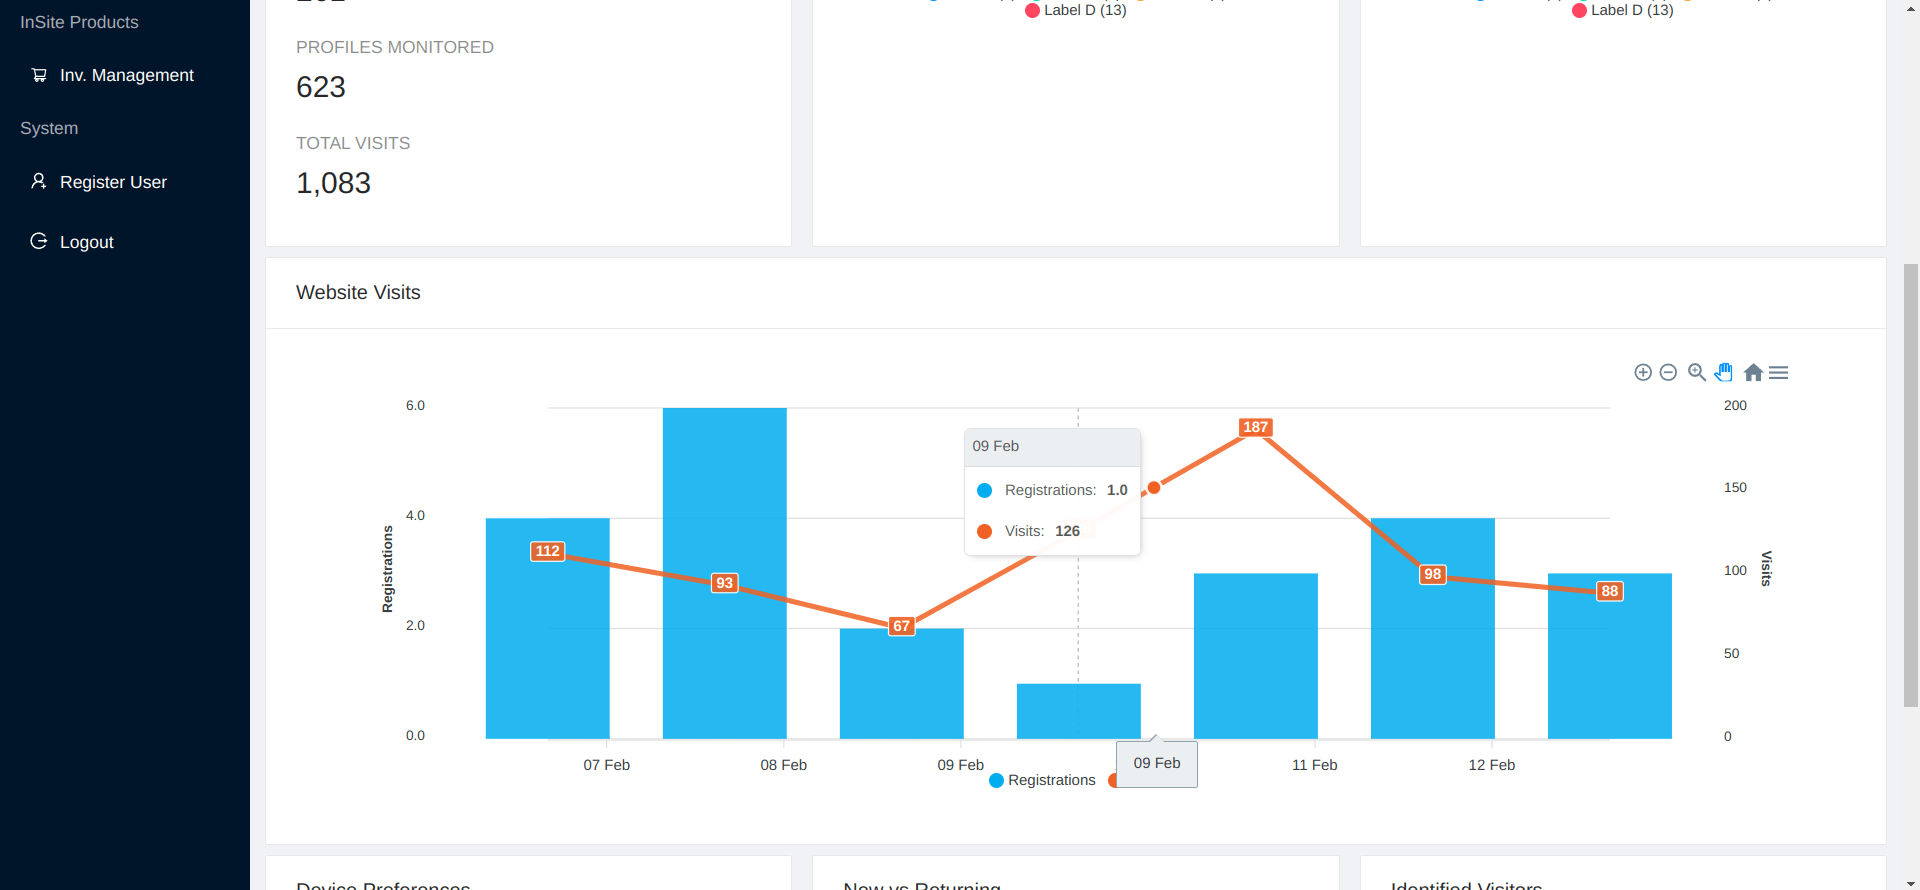 InSite Products
Inv. Management
System
Register User
Logout
PROFILES MONITORED
623
TOTAL VISITS
1,083
Label D (13)
Label D (13)
Website Visits
6.0
4.0
2.0
0.0
Registrations
200
150
100
50
0
Visits
112
93
67
187
98
88
09 Feb
Registrations: 1.0
Visits: 126
07 Feb
08 Feb
09 Feb
09 Feb
11 Feb
12 Feb
Registrations
Device Preferences
New vs Returning
Identified Visitors